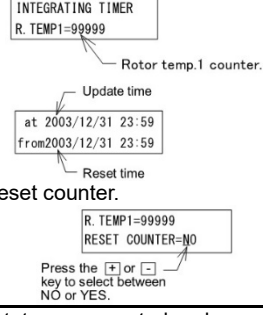 INTEGRATING TIMER
R. TEMP1=99999
Rotor temp.1 counter.
Update time
at 2003/12/31 23:59
from2003/12/31 23:59
Reset time
eset counter.
R. TEMP1=99999
RESET COUNTER=NO
Press the + or -
key to select between
NO or YES.